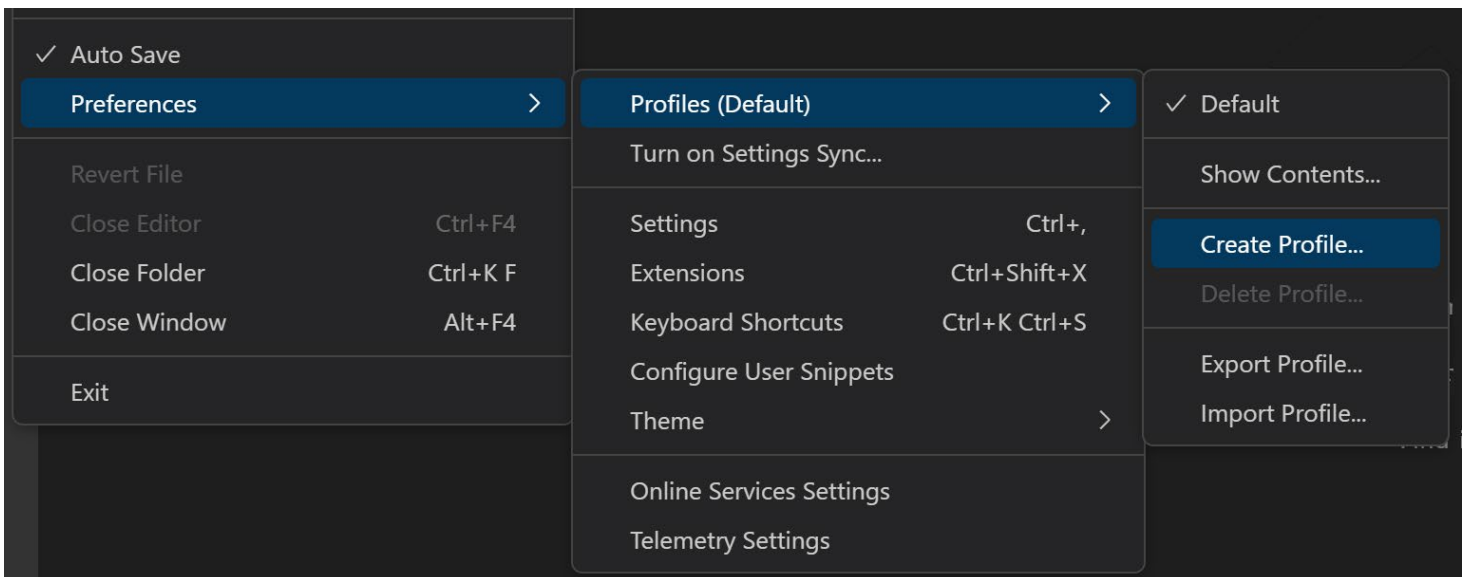 Auto Save
Preferences
Revert File
Close Editor Ctrl+F4
Close Folder Ctrl+K F
Close Window Alt+F4
Exit
Profiles (Default)
Turn on Settings Sync...
Settings Ctrl+,
Extensions Ctrl+Shift+X
Keyboard Shortcuts Ctrl+K Ctrl+S
Configure User Snippets
Theme
Online Services Settings
Telemetry Settings
Default
Show Contents...
Create Profile...
Delete Profile...
Export Profile...
Import Profile...